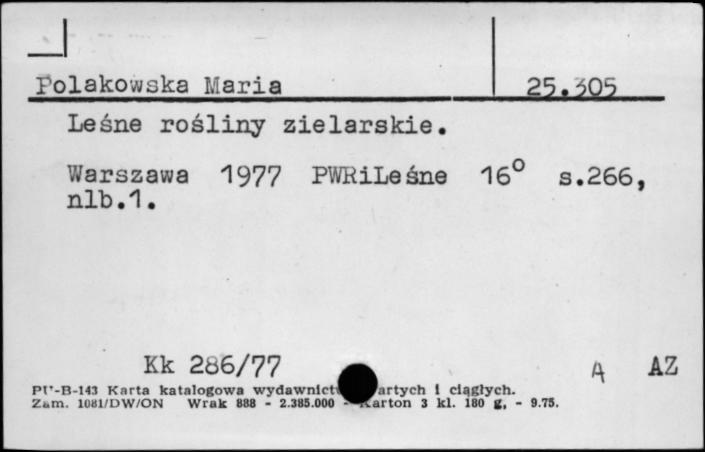 Polakowska Maria 25.305
Leśne rośliny zielarskie.
Warszawa 1977 PWRiLeśne 16° s.266,
nlb.1.
Kk 286/77 A AZ
PU-B-143 Karta katalogowa wydawnict artych i ciągłych.
Zam. 1081/DW/ON Wrak 888 - 2.385.000 - Karton 3 kl. 180 g, - 9.75.